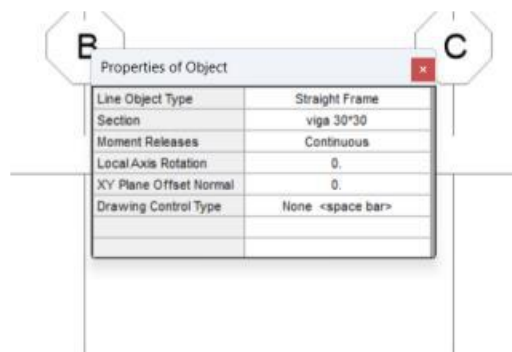 B
C
Properties of Object
×
Line Object Type Straight Frame
Section viga 30*30
Moment Releases Continuous
Local Axis Rotation 0.
XY Plane Offset Normal 0.
Drawing Control Type None <space bar>